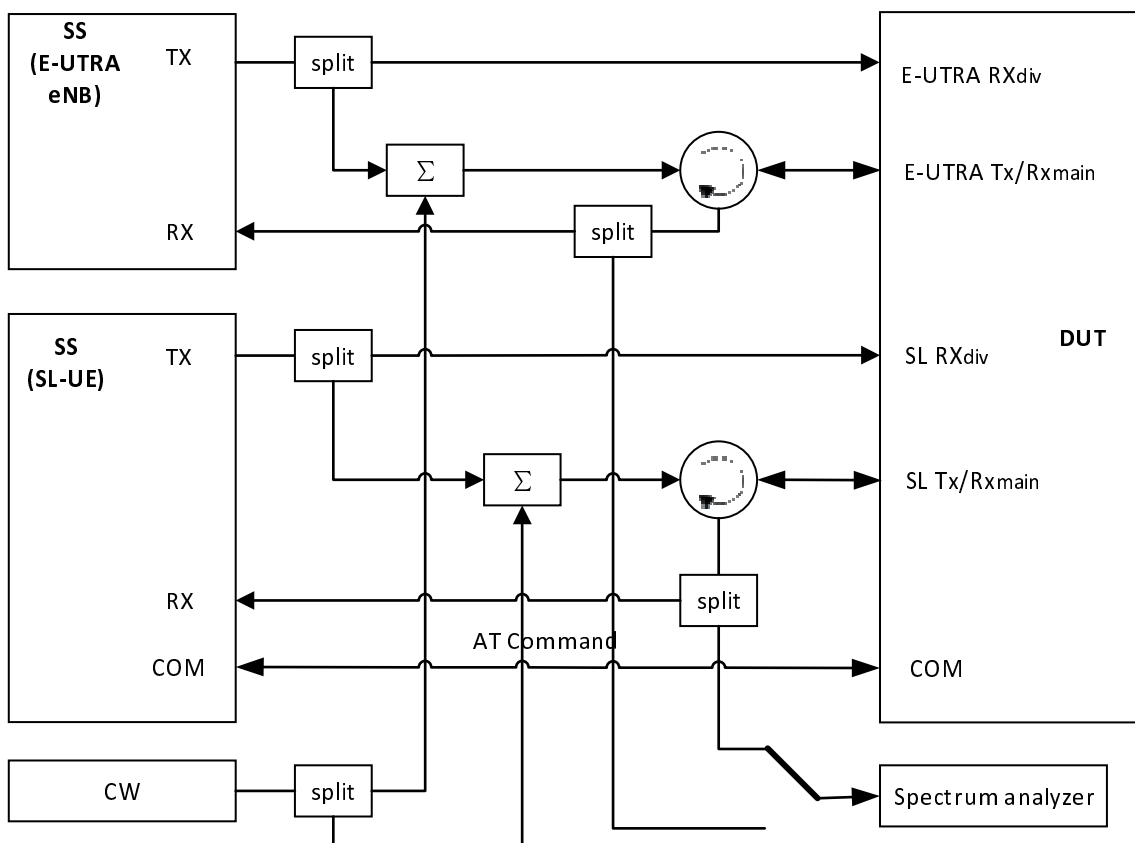 SS
(E-UTRA
eNB)
TX
split
E-UTRA RXdiv
Σ
E-UTRA Tx/Rxmain
RX
split
SS
(SL-UE)
TX
split
SL RXdiv
DUT
Σ
SL Tx/Rxmain
RX
split
AT Command
COM
COM
CW
split
Spectrum analyzer